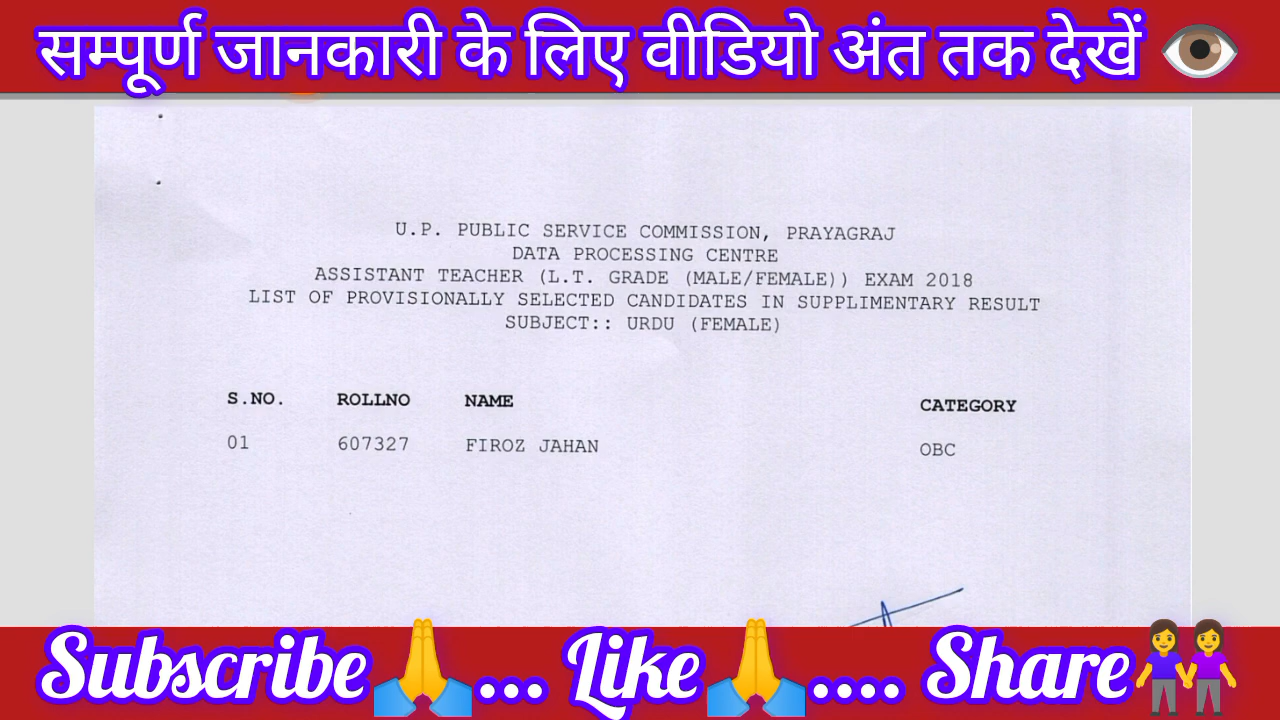 सम्पूर्ण जानकारी के लिए वीडियो अंत तक देखें
U.P. PUBLIC SERVICE COMMISSION, PRAYAGRAJ
DATA PROCESSING CENTRE
ASSISTANT TEACHER (L.T. GRADE (MALE/FEMALE)) EXAM 2018
LIST OF PROVISIONALLY SELECTED CANDIDATES IN SUPPLIMENTARY RESULT
SUBJECT:: URDU (FEMALE)
S.NO. ROLLNO NAME CATEGORY
01 607327 FIROZ JAHAN OBC
Subscribe🙏... Like🙏.... Share